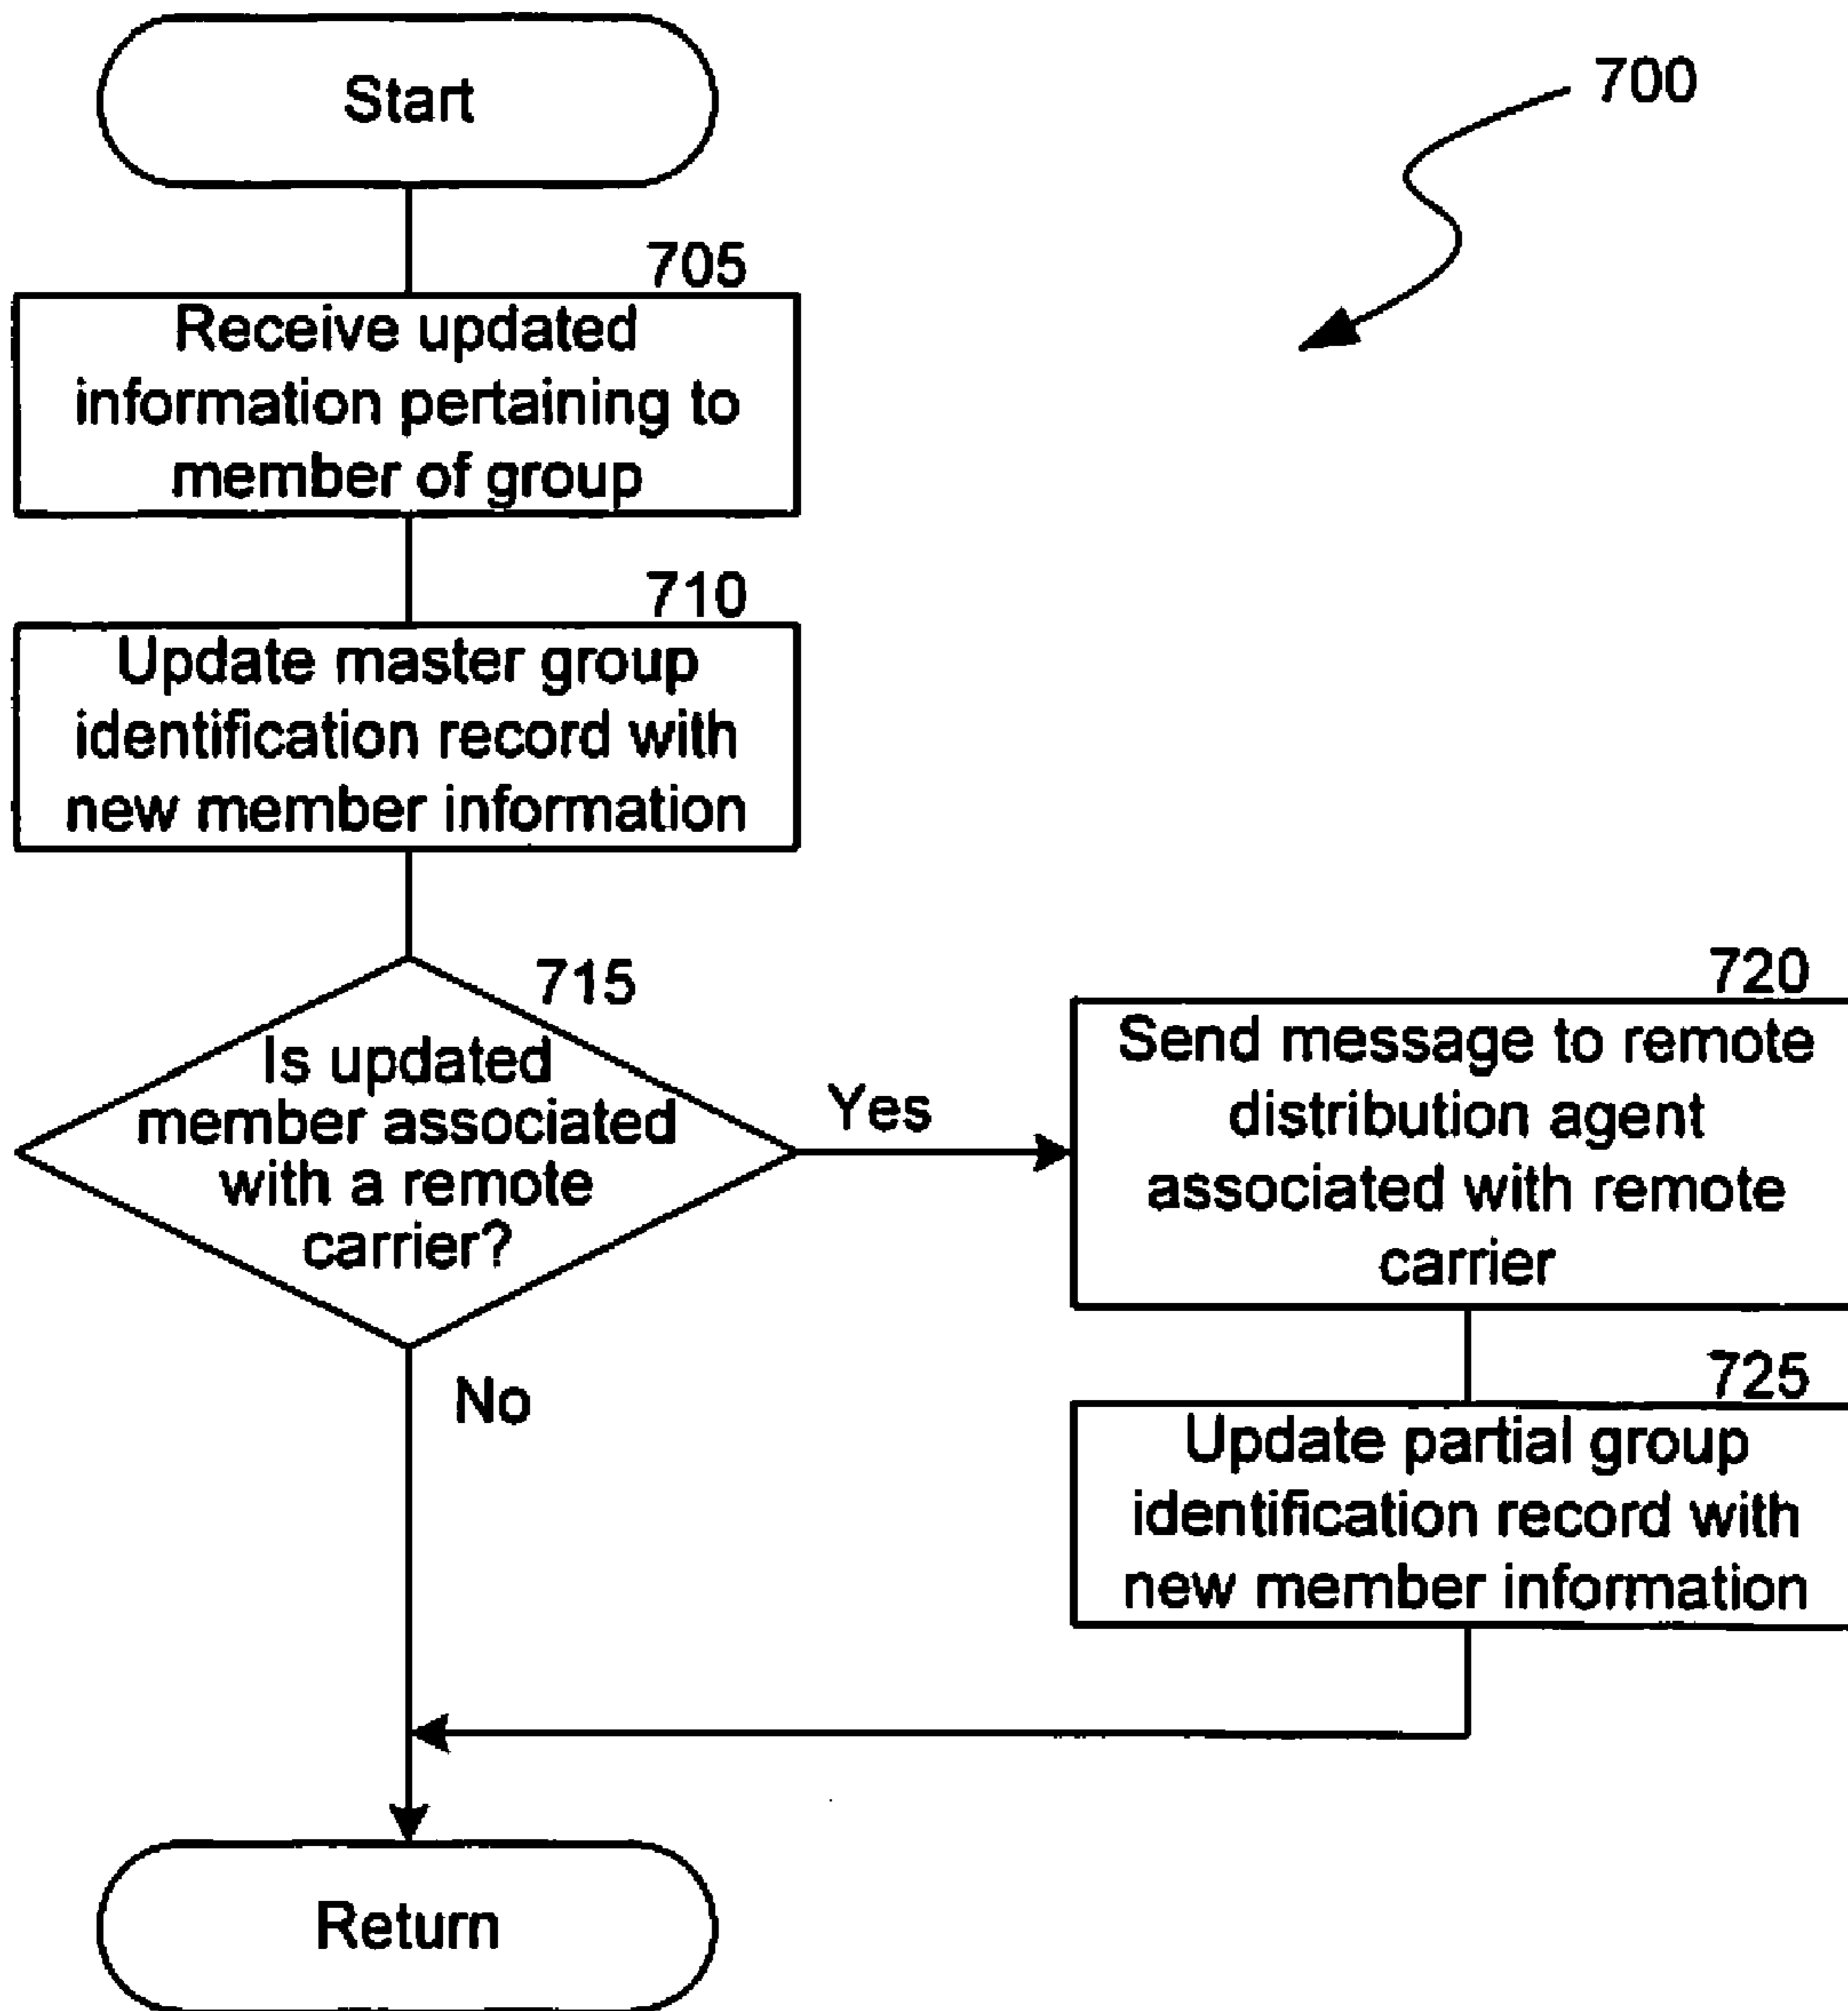 Start
700
705
Receive updated
information pertaining to
member of group
710
Update master group
identification record with
new member information
715
Is updated
member associated
with a remote
carrier?
Yes
No
720
Send message to remote
distribution agent
associated with remote
carrier
725
Update partial group
identification record with
new member information
Return